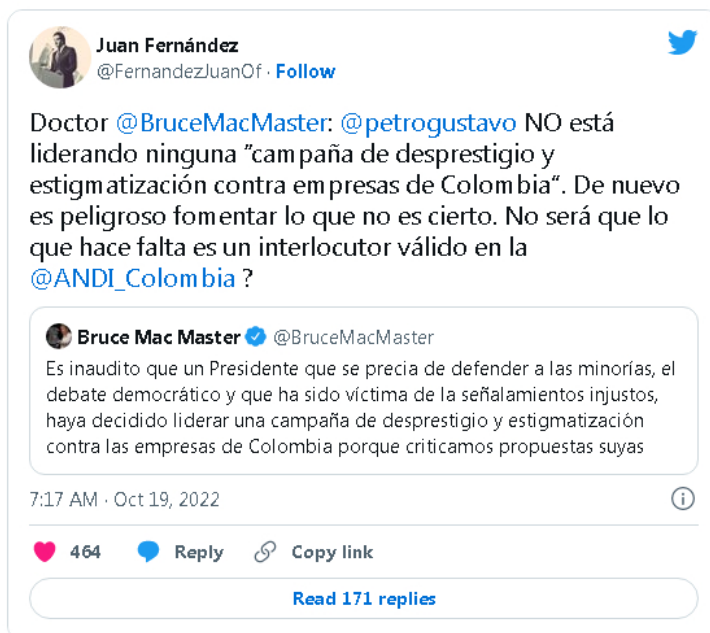 Juan Fernández
@FernandezJuanOf · Follow
Doctor @BruceMacMaster: @petrogustavo NO está
liderando ninguna "campaña de desprestigio y
estigmatización contra empresas de Colombia". De nuevo
es peligroso fomentar lo que no es cierto. No será que lo
que hace falta es un interlocutor válido en la
@ANDI_Colombia ?
Bruce Mac Master @BruceMacMaster
Es inaudito que un Presidente que se precia de defender a las minorías, el
debate democrático y que ha sido víctima de la señalamientos injustos,
haya decidido liderar una campaña de desprestigio y estigmatización
contra las empresas de Colombia porque criticamos propuestas suyas
7:17 AM · Oct 19, 2022
464 Reply Copy link
Read 171 replies